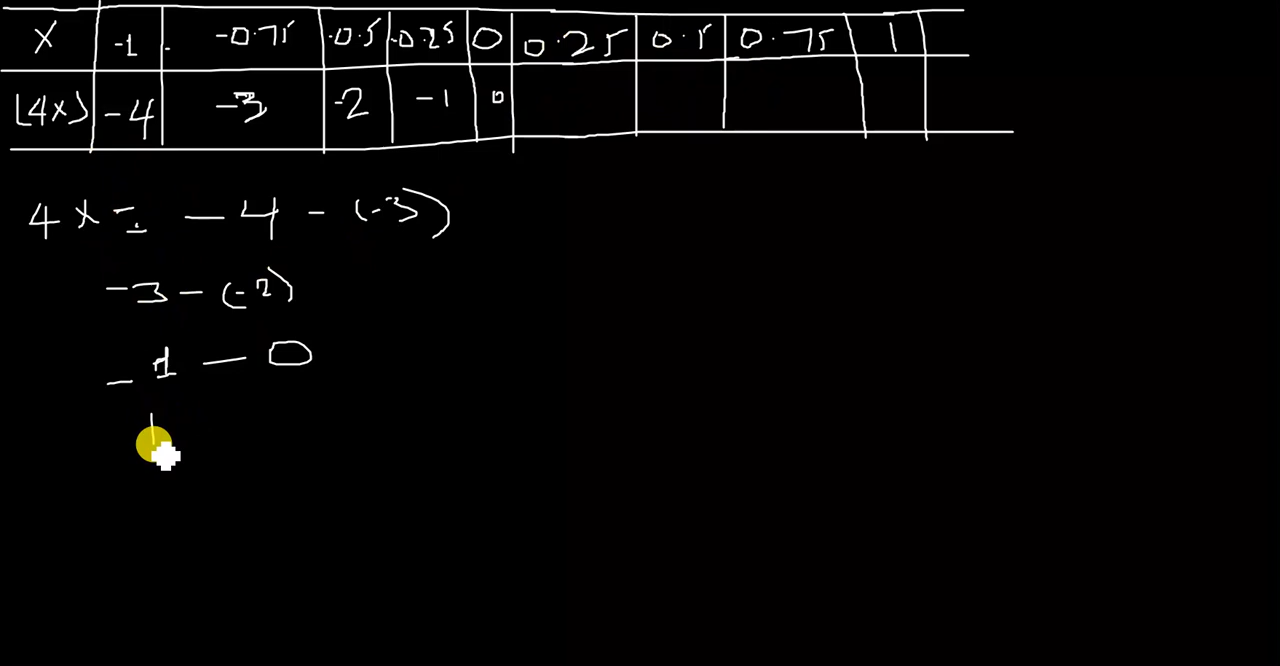 X -1 -0.75 -0.5 -0.25 0 0.25 0.5 0.75 1
[4x) -4 -3 -2 -1 0
4x = -4 - (-3)
-3 - (-2)
-1 - 0